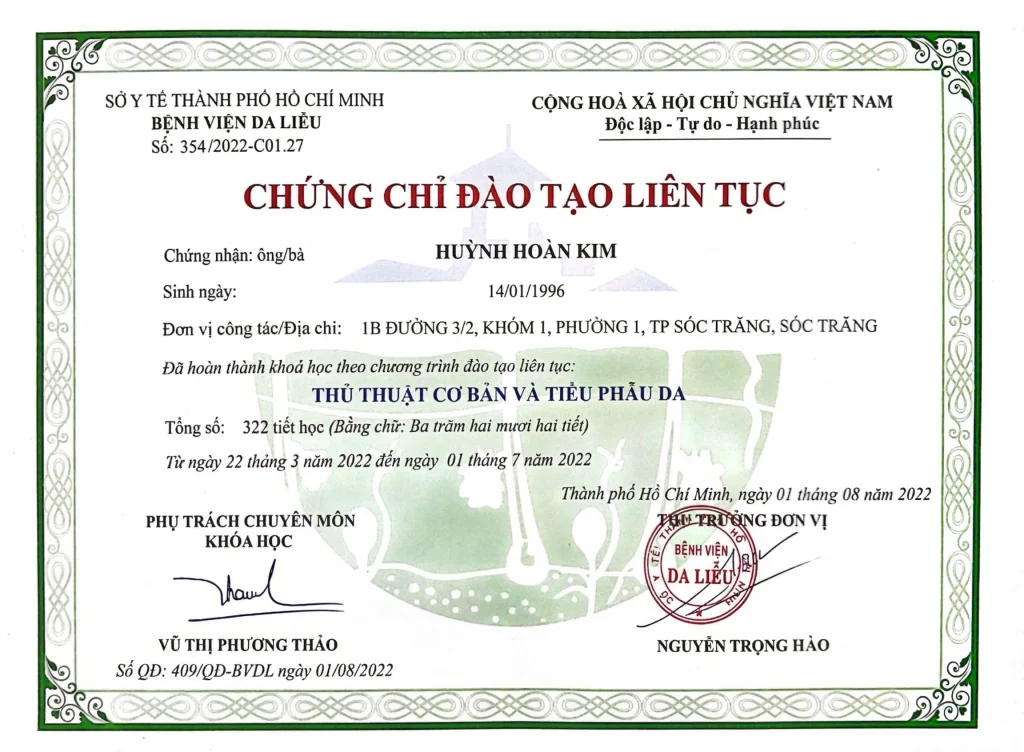 SỞ Y TẾ THÀNH PHỐ HỒ CHÍ MINH
BỆNH VIỆN DA LIỄU
Số: 354/2022-C01.27
CỘNG HOÀ XÃ HỘI CHỦ NGHĨA VIỆT NAM
Độc lập - Tự do - Hạnh phúc
CHỨNG CHỈ ĐÀO TẠO LIÊN TỤC
Chứng nhận: ông/bà HUỲNH HOÀN KIM
Sinh ngày: 14/01/1996
Đơn vị công tác/Địa chỉ: 1B ĐƯỜNG 3/2, KHÓM 1, PHƯỜNG 1, TP SÓC TRĂNG, SÓC TRĂNG
Đã hoàn thành khoá học theo chương trình đào tạo liên tục:
THỦ THUẬT CƠ BẢN VÀ TIỂU PHẪU DA
Tổng số: 322 tiết học (Bằng chữ: Ba trăm hai mươi hai tiết)
Từ ngày 22 tháng 3 năm 2022 đến ngày 01 tháng 7 năm 2022
Thành phố Hồ Chí Minh, ngày 01 tháng 08 năm 2022
PHỤ TRÁCH CHUYÊN MÔN
KHÓA HỌC
THỦ TRƯỞNG ĐƠN VỊ
BỆNH VIỆN
DA LIỄU
VŨ THỊ PHƯƠNG THẢO
Số QĐ: 409/QĐ-BVDL ngày 01/08/2022
NGUYỄN TRỌNG HÀO